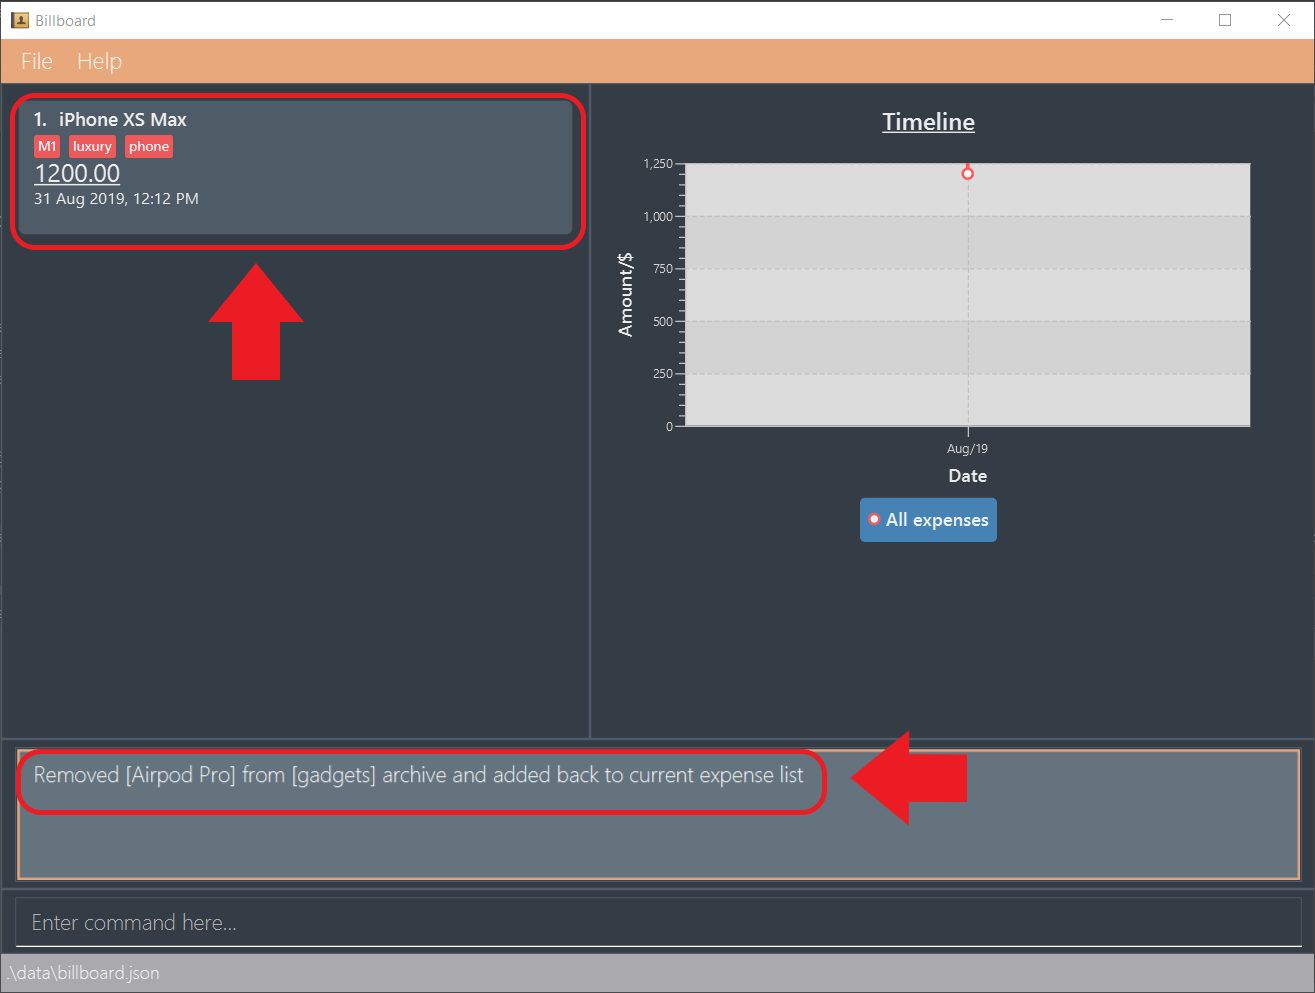 Billboard
File Help
1. iPhone XS Max
M1 luxury phone
1200.00
31 Aug 2019, 12:12 PM
Timeline
1,250
1,000
750
500
250
0
Amount/$
Aug/19
Date
All expenses
Removed [Airpod Pro] from [gadgets] archive and added back to current expense list
Enter command here...
.\data\billboard.json